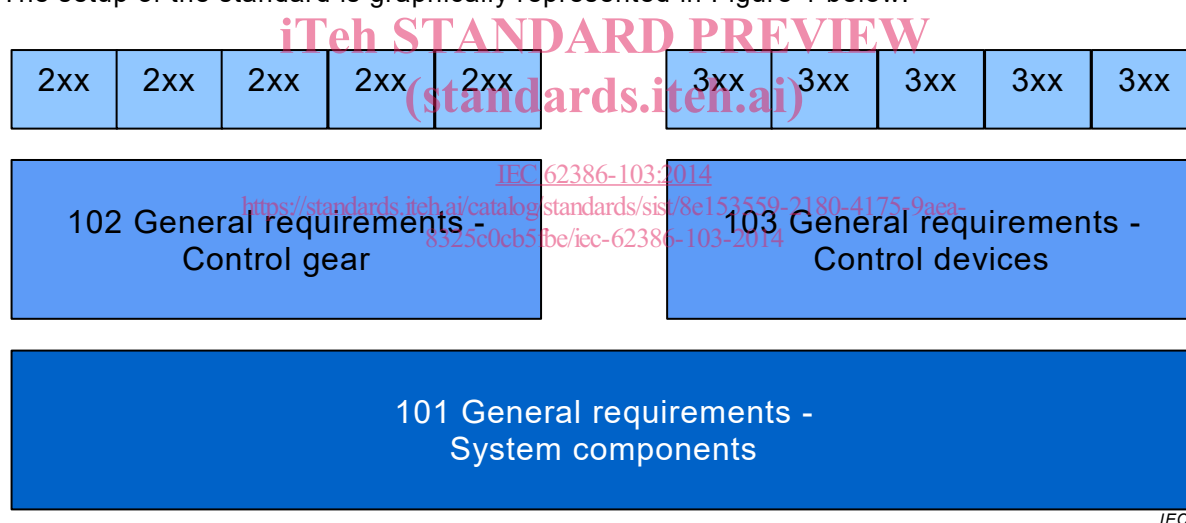 The setup of the standard is graphically represented in Figure 1 below.
iTeh STANDARD PREVIEW
2xx 2xx 2xx 2xx 2xx 3xx 3xx 3xx 3xx 3xx
(standards.iteh.ai)
IEC 62386-103:2014
https://standards.iteh.ai/catalog/standards/sist/8e153559-2180-4175-9aea-
8325c0cb5fbe/iec-62386-103-2014
102 General requirements -
Control gear
103 General requirements -
Control devices
101 General requirements -
System components
IEC